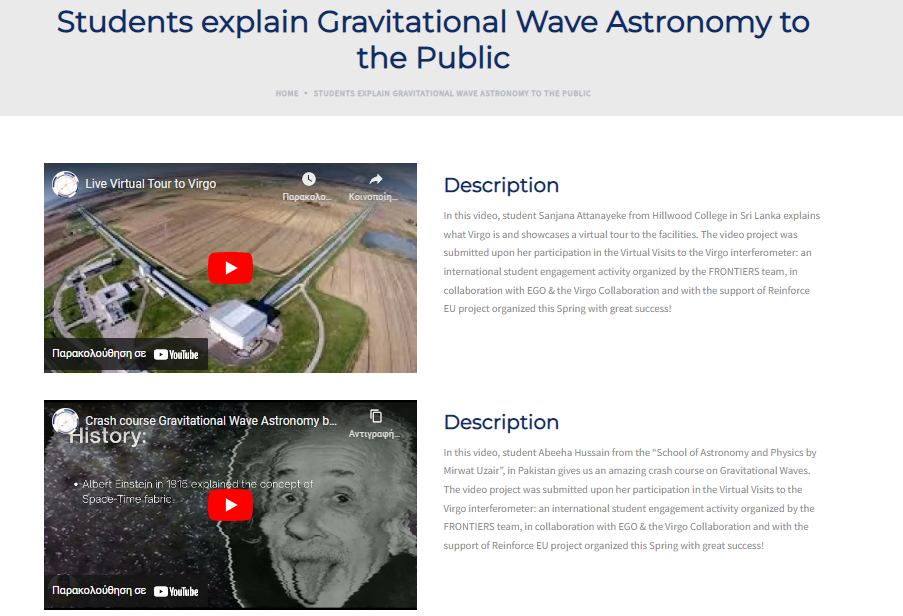 Students explain Gravitational Wave Astronomy to
the Public
HOME • STUDENTS EXPLAIN GRAVITATIONAL WAVE ASTRONOMY TO THE PUBLIC
Live Virtual Tour to Virgo
Παρακολο...
Κοινοποίη...
Παρακολούθηση σε YouTube
Description
In this video, student Sanjana Attanayeke from Hillwood College in Sri Lanka explains
what Virgo is and showcases a virtual tour to the facilities. The video project was
submitted upon her participation in the Virtual Visits to the Virgo interferometer: an
international student engagement activity organized by the FRONTIERS team, in
collaboration with EGO & the Virgo Collaboration and with the support of Reinforce
EU project organized this Spring with great success!
Crash course Gravitational Wave Astronomy b...
Αντιγραφή...
History:
• Albert Einstein in 1915 explained the concept of
Space-Time fabric.
Παρακολούθηση σε YouTube
Description
In this video, student Abeeha Hussain from the “School of Astronomy and Physics by
Mirwat Uzair”, in Pakistan gives us an amazing crash course on Gravitational Waves.
The video project was submitted upon her participation in the Virtual Visits to the
Virgo interferometer: an international student engagement activity organized by the
FRONTIERS team, in collaboration with EGO & the Virgo Collaboration and with the
support of Reinforce EU project organized this Spring with great success!